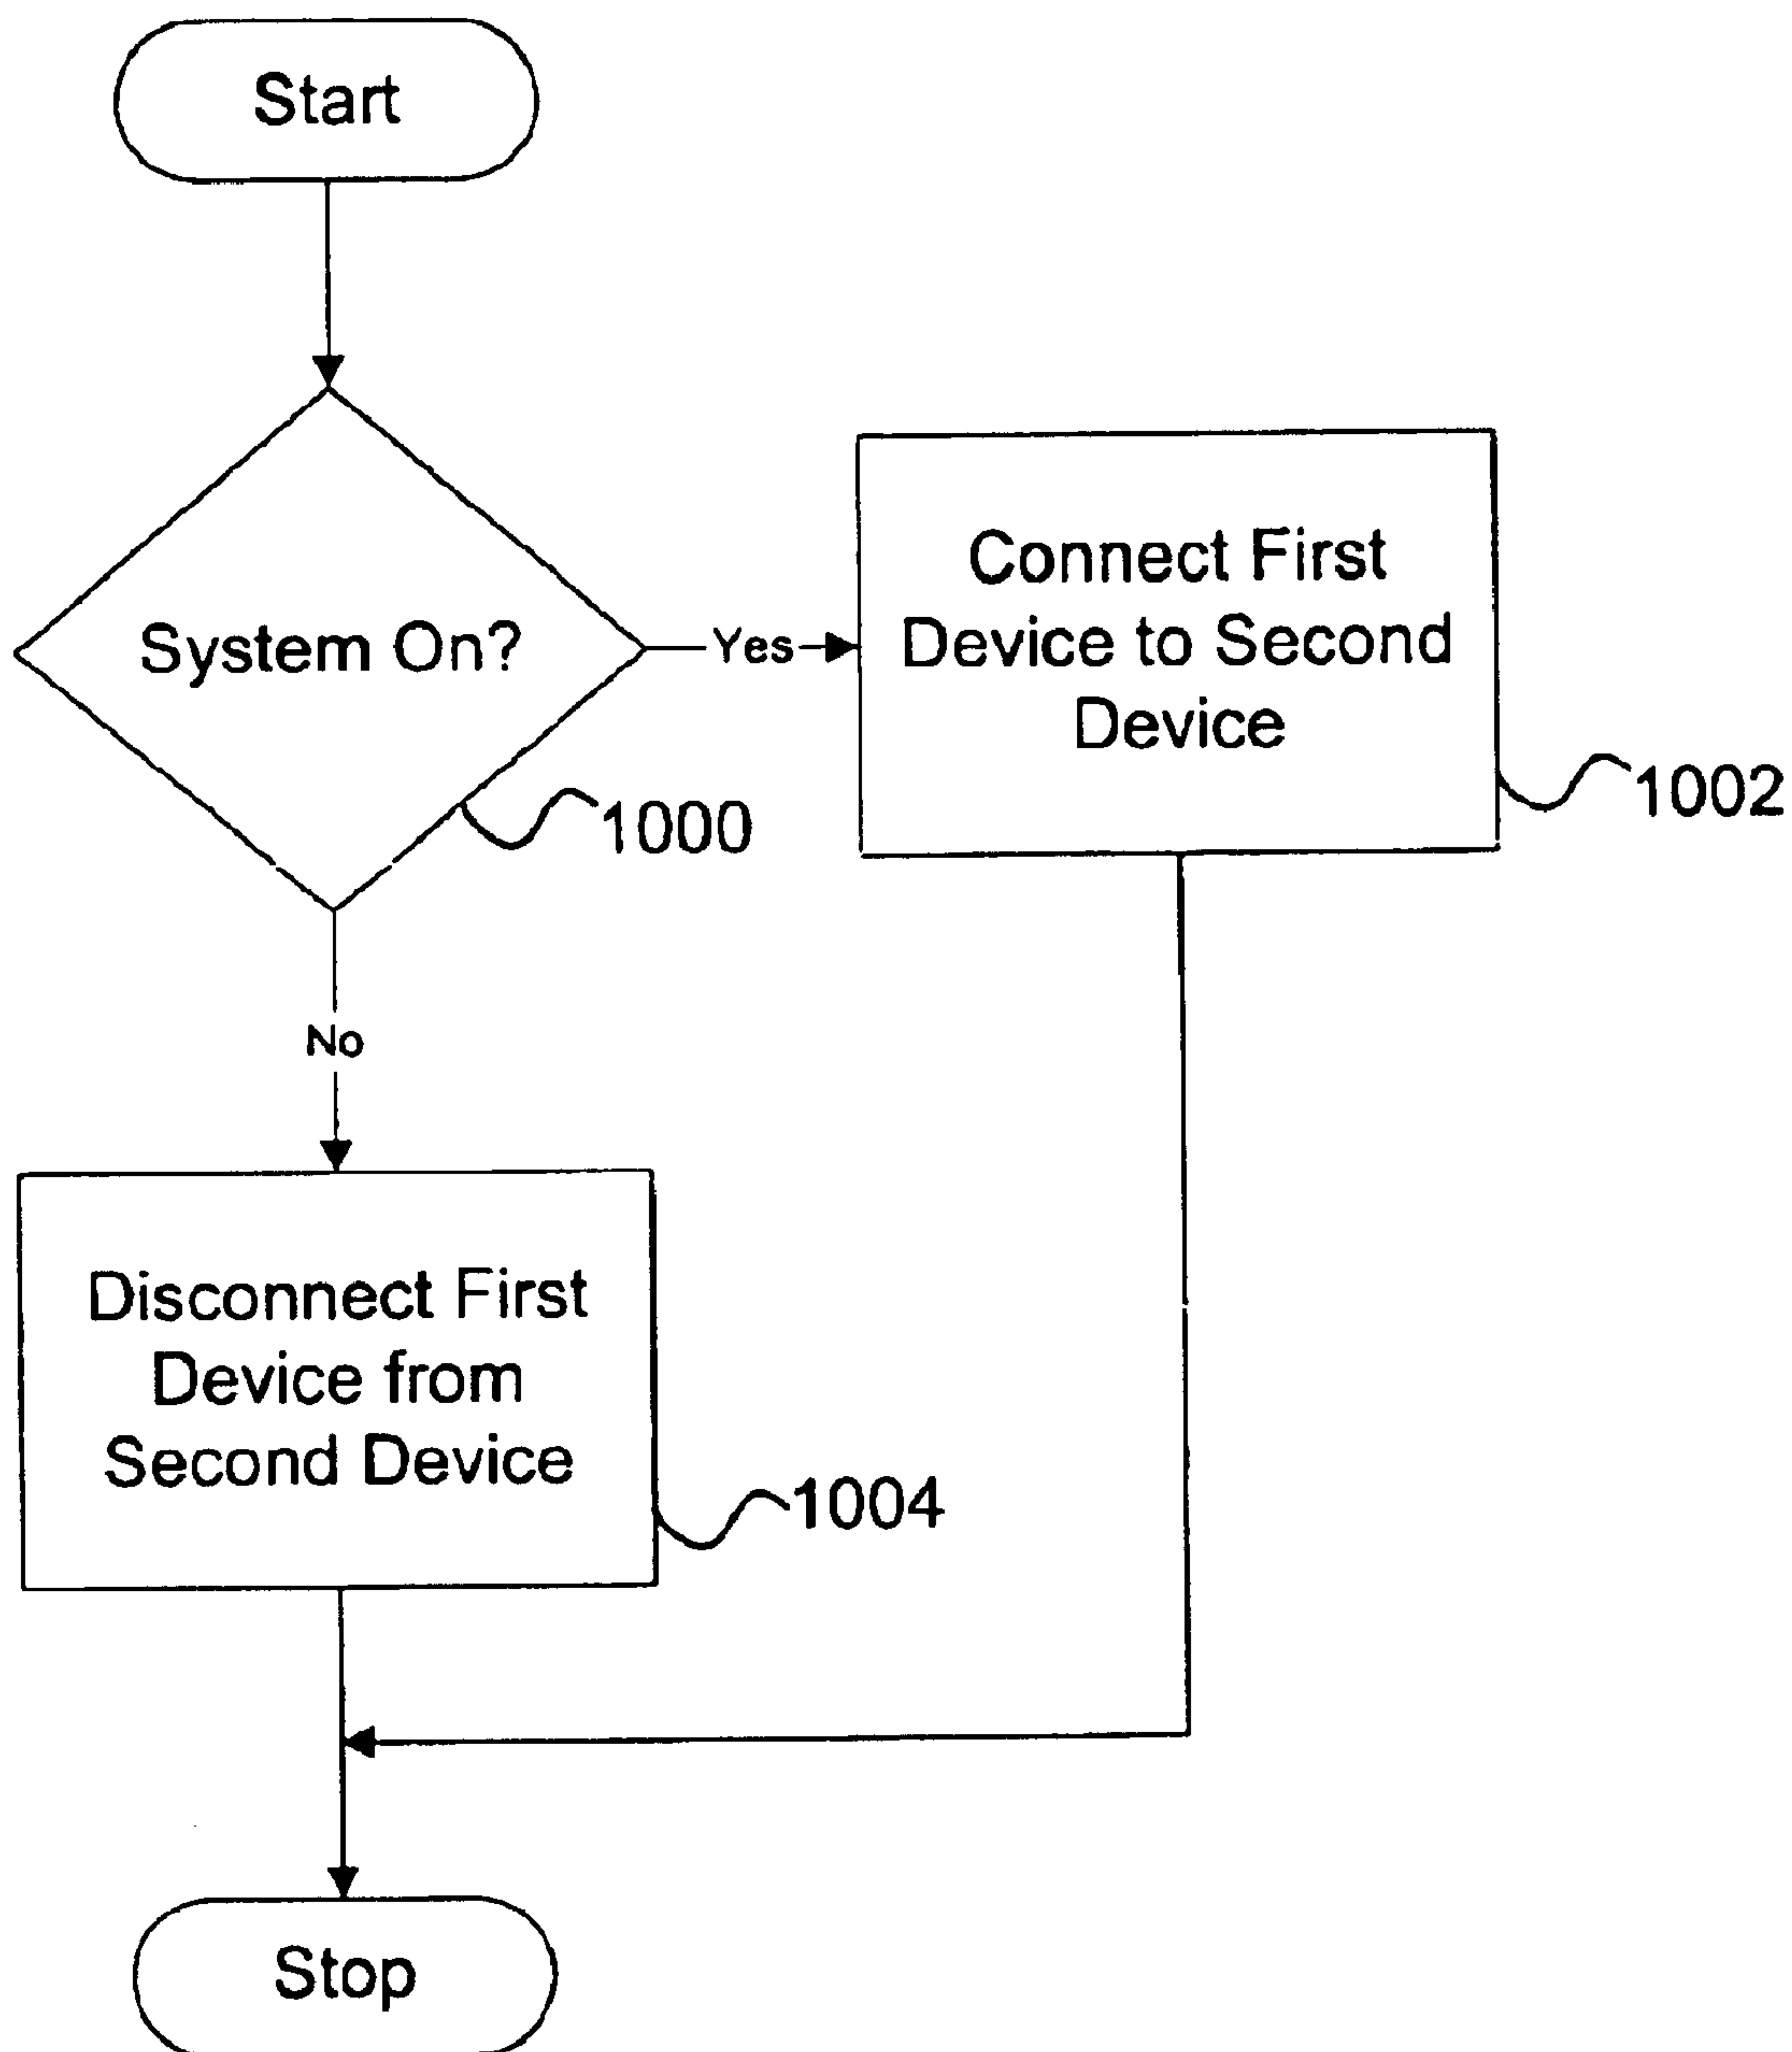 Start
System On?
Yes
Connect First
Device to Second
Device
1002
1000
No
Disconnect First
Device from
Second Device
1004
Stop